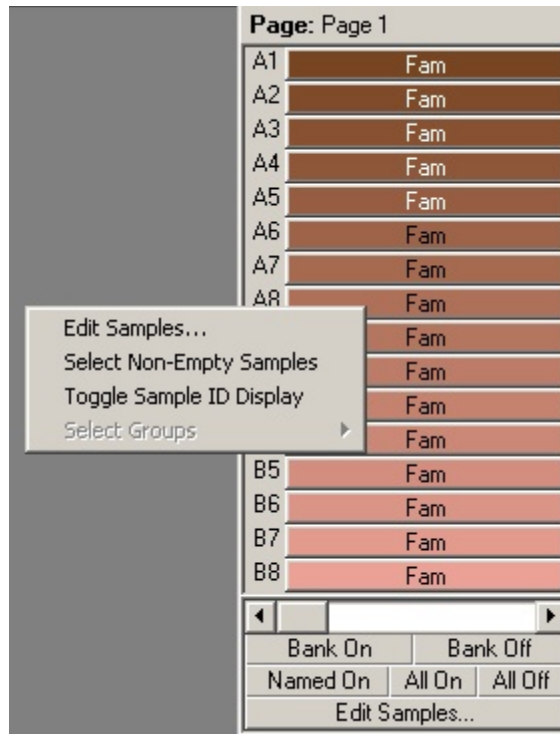 Page: Page 1
A1 Fam
A2 Fam
A3 Fam
A4 Fam
A5 Fam
A6 Fam
A7 Fam
A8 Fam
Fam
Fam
Fam
Fam
B5 Fam
B6 Fam
B7 Fam
B8 Fam
Edit Samples...
Select Non-Empty Samples
Toggle Sample ID Display
Select Groups
Bank On Bank Off
Named On All On All Off
Edit Samples...